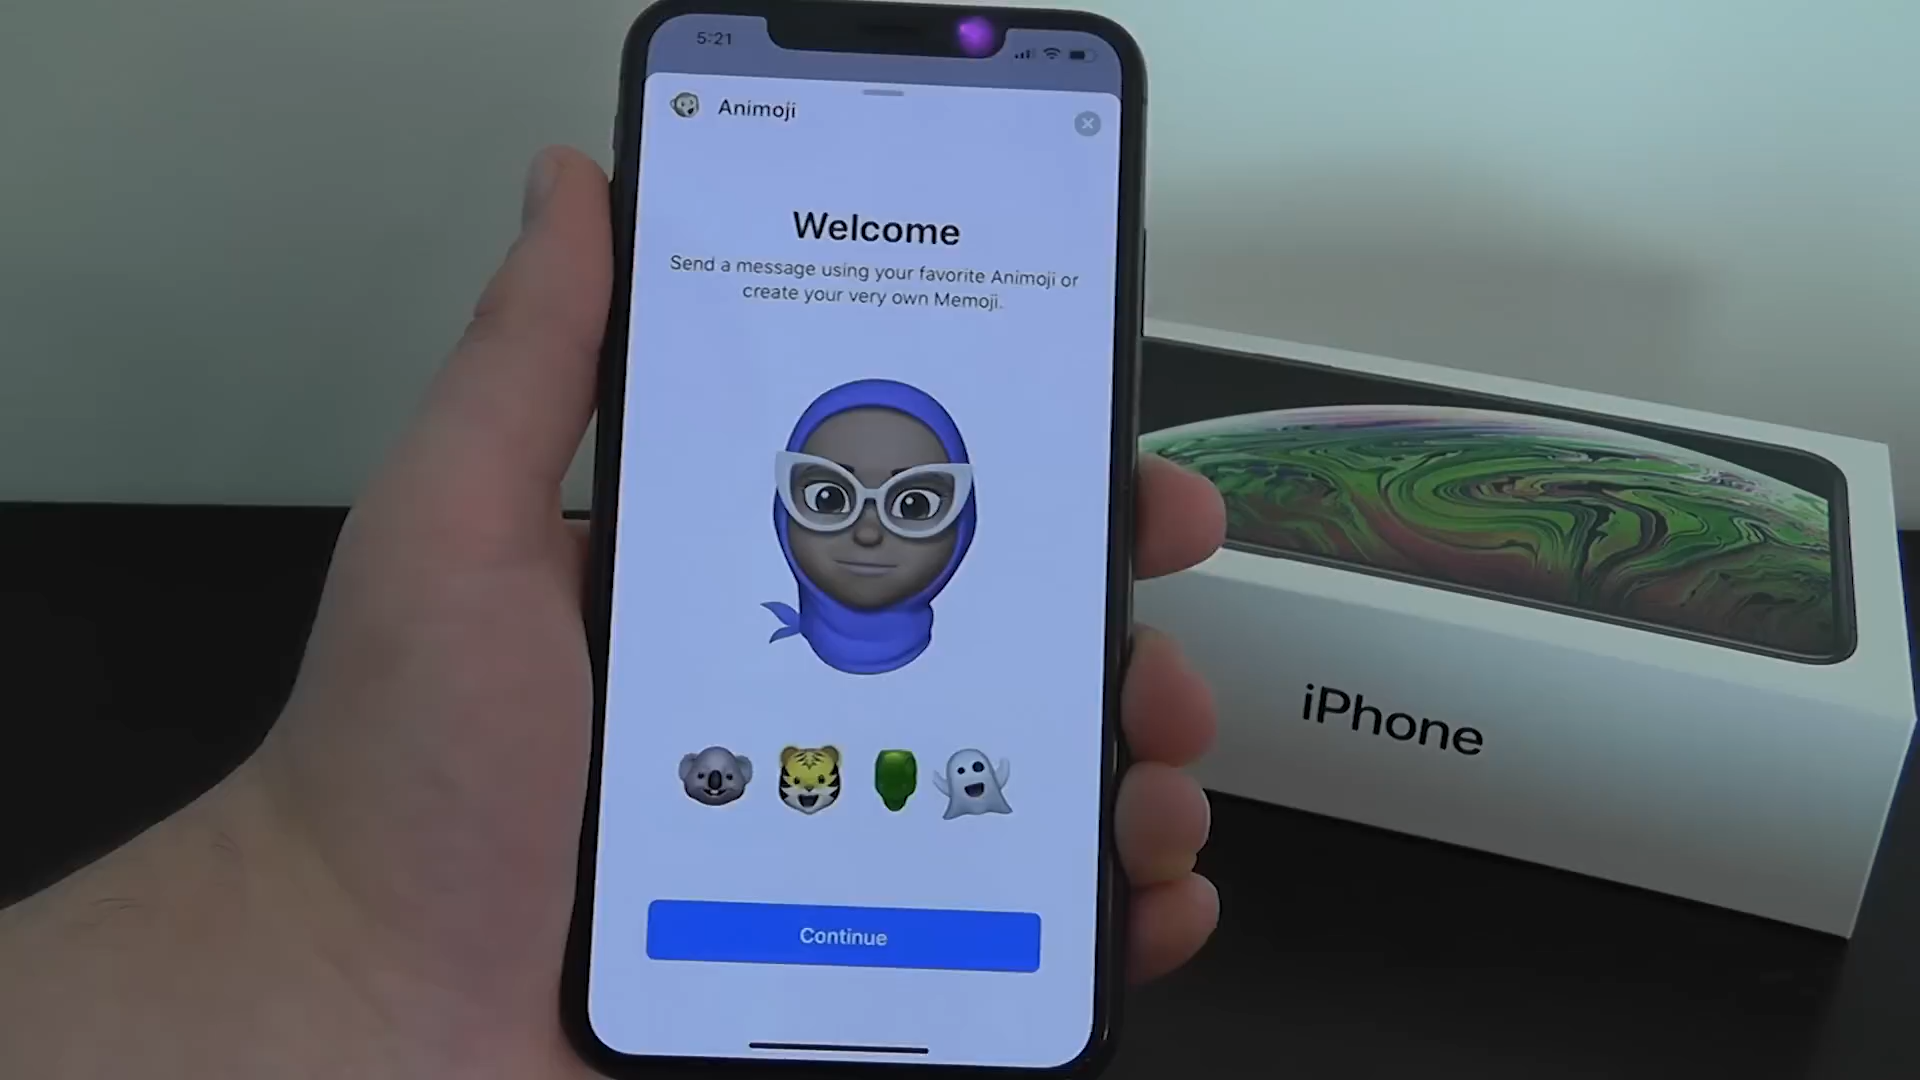 5:21
Animoji
Welcome
Send a message using your favorite Animoji or
create your very own Memoji.
Continue
iPhone